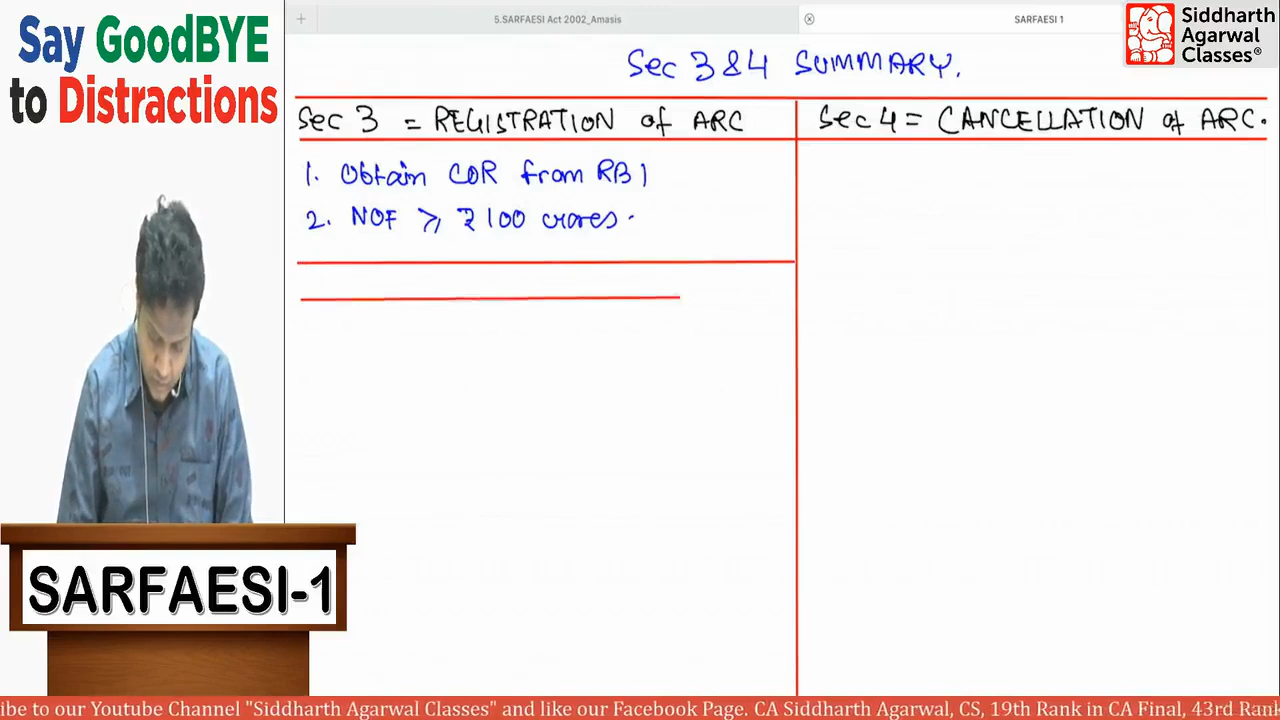 Say GoodBYE
to Distractions
5.SARFAESI Act 2002_Amasis
SARFAESI 1
Siddharth
Agarwal
Classes®
Sec 3 & 4 SUMMARY.
Sec 3 = REGISTRATION of ARC
Sec 4 = CANCELLATION of ARC.
1. Obtain COR from RBI
2. NOF ⩾ ₹100 crores.
SARFAESI-1
ibe to our Youtube Channel "Siddharth Agarwal Classes" and like our Facebook Page. CA Siddharth Agarwal, CS, 19th Rank in CA Final, 43rd Rank